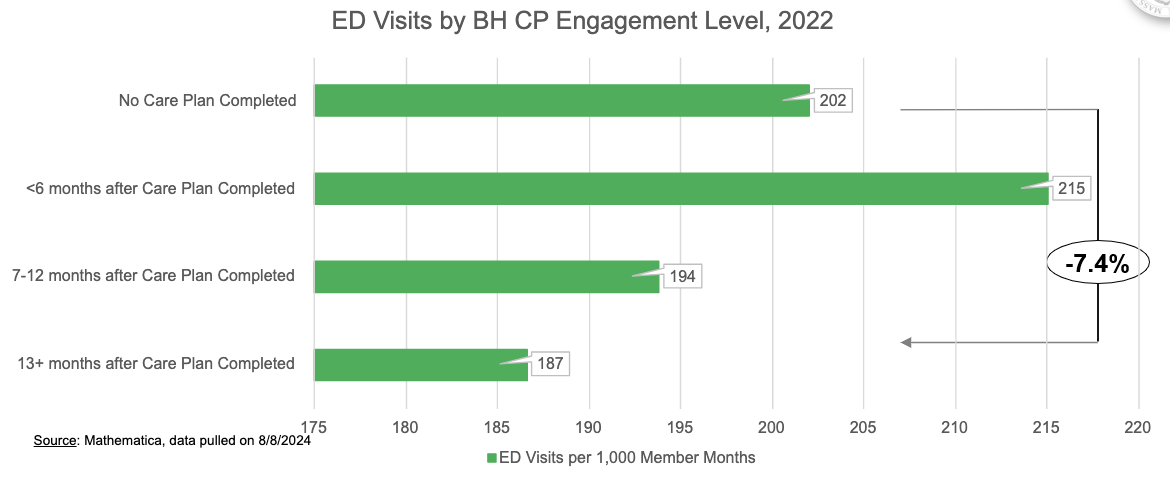 ED Visits by BH CP Engagement Level, 2022
No Care Plan Completed
202
<6 months after Care Plan Completed
215
-7.4%
7-12 months after Care Plan Completed
194
13+ months after Care Plan Completed
187
175 180 185 190 195 200 205 210 215 220
Source: Mathematica, data pulled on 8/8/2024
ED Visits per 1,000 Member Months